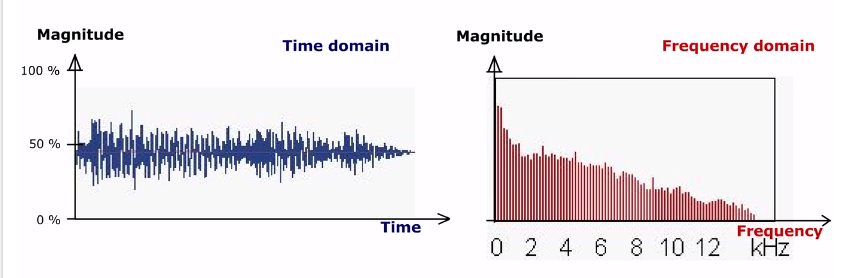 Magnitude
Time domain
100 %
50 %
0 %
Time
Magnitude
Frequency domain
Frequency
0 2 4 6 8 10 12 kHz